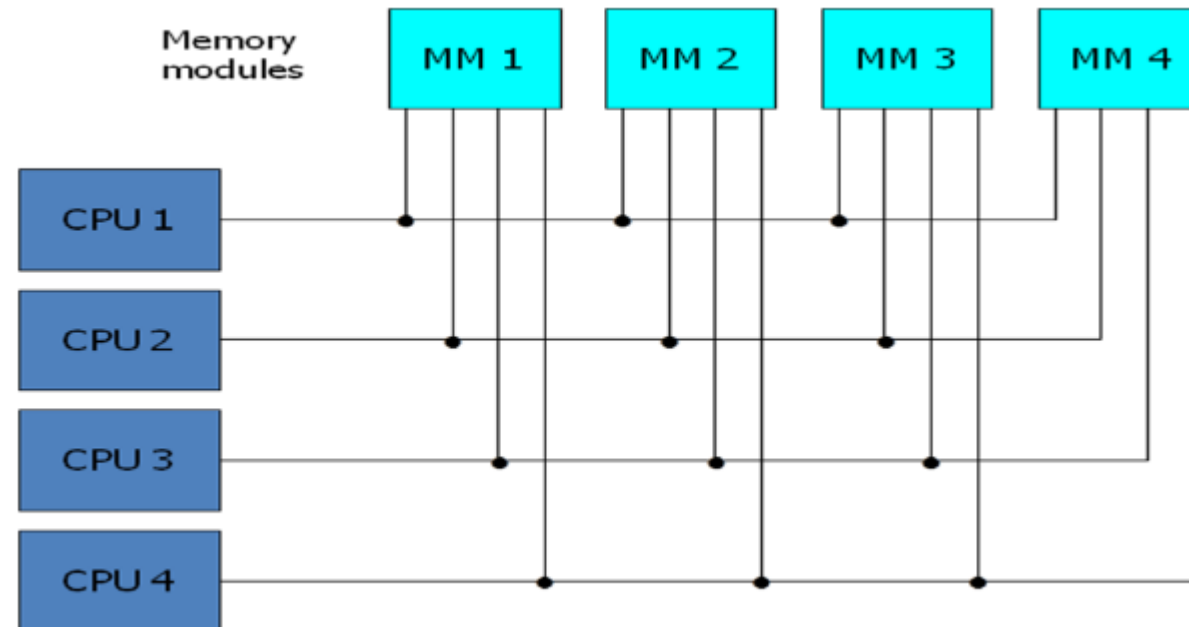 Memory
modules
MM 1
MM 2
MM 3
MM 4
CPU 1
CPU 2
CPU 3
CPU 4